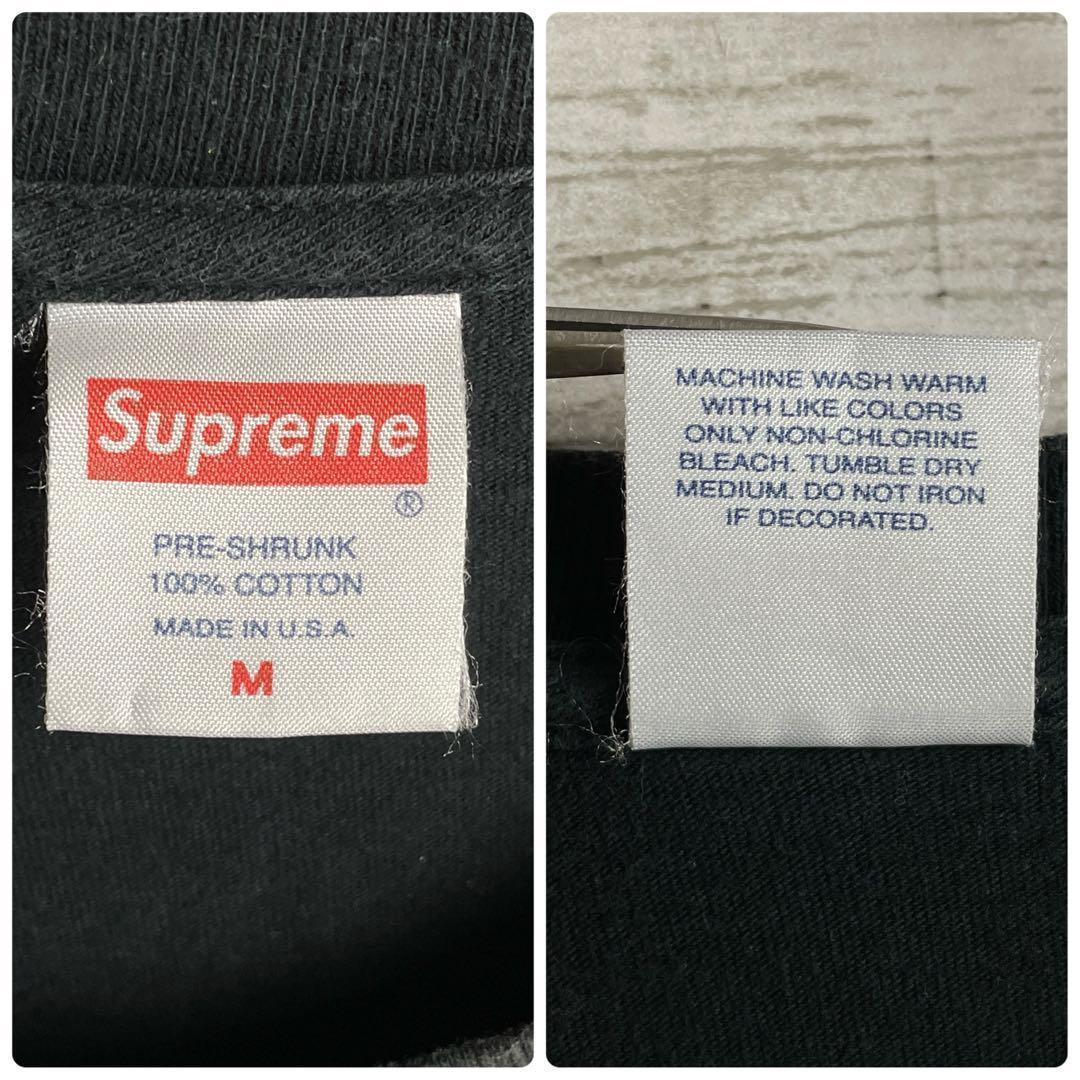 Supreme
®
PRE-SHRUNK
100% COTTON
MADE IN U.S.A.
M
MACHINE WASH WARM
WITH LIKE COLORS
ONLY NON-CHLORINE
BLEACH. TUMBLE DRY
MEDIUM. DO NOT IRON
IF DECORATED.